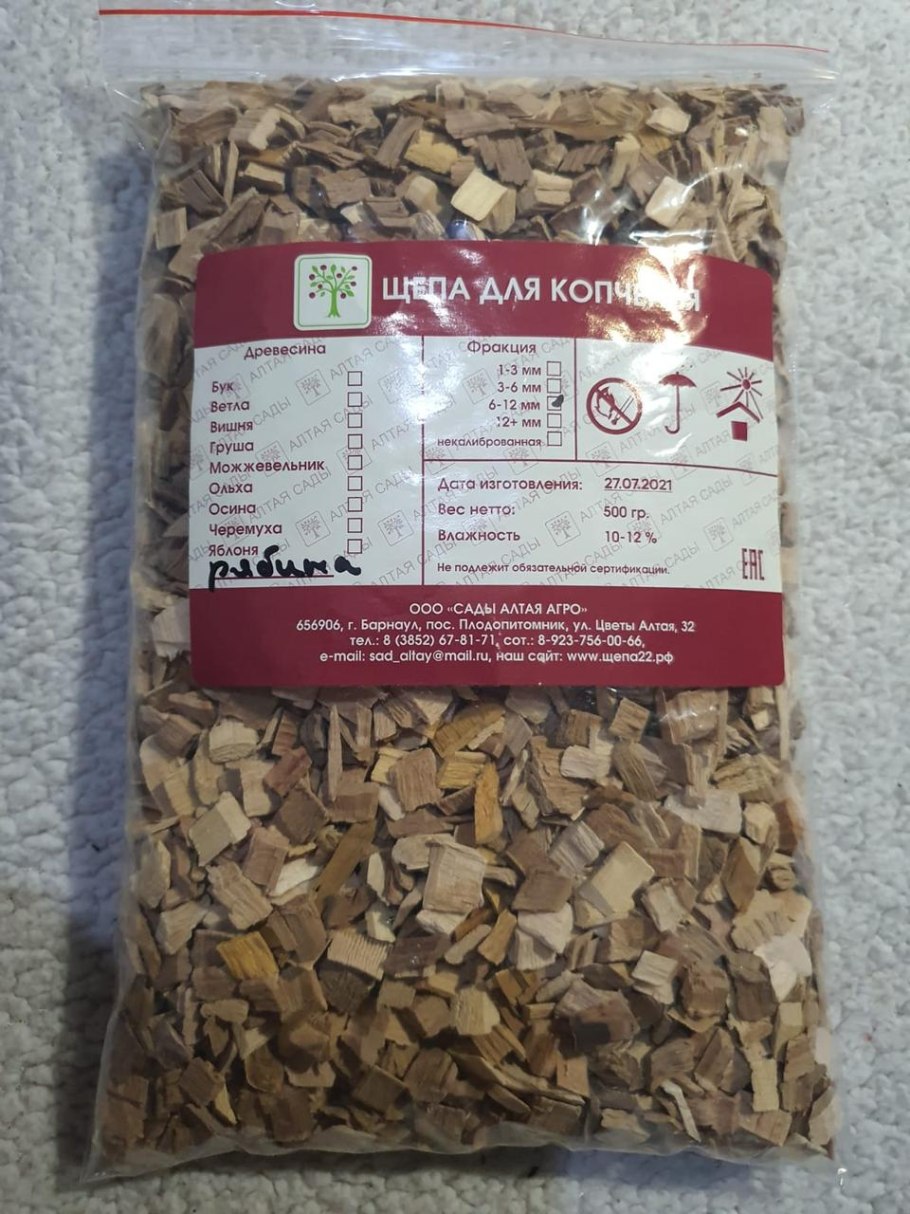 ЩЕПА ДЛЯ КОПЧЕНИЯ
Древесина
Бук
Ветла
Вишня
Груша
Можжевельник
Ольха
Осина
Черемуха
Яблоня
рябина
Фракция
1-3 мм
3-6 мм
6-12 мм
12+ мм
некалиброванная
Дата изготовления: 27.07.2021
Вес нетто: 500 гр.
Влажность 10-12 %
Не подлежит обязательной сертификации.
EAC
ООО «САДЫ АЛТАЯ АГРО»
656906, г. Барнаул, пос. Плодопитомник, ул. Цветы Алтая, 32
тел.: 8 (3852) 67-81-71, сот.: 8-923-756-00-66,
e-mail: sad_altay@mail.ru, наш сайт: www.щепа22.рф